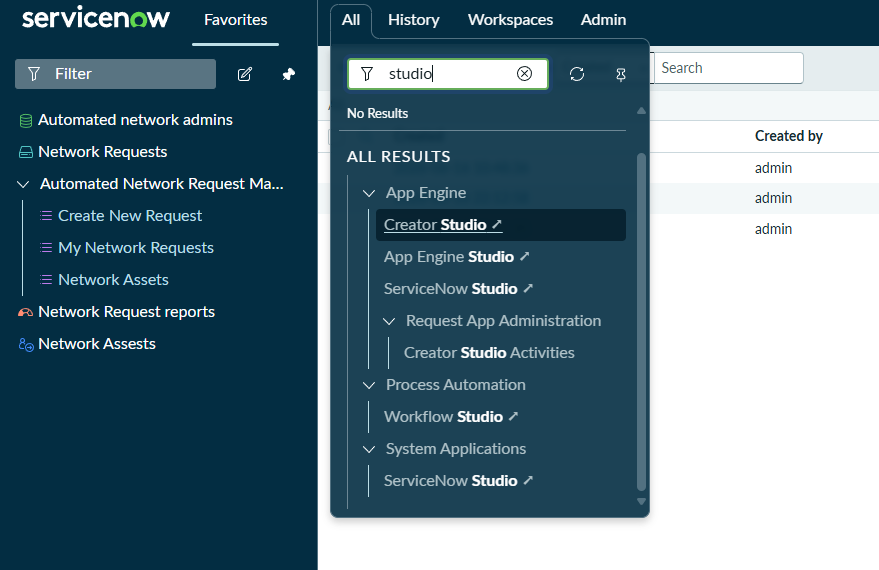 servicenow
Favorites
All
History
Workspaces
Admin
Filter
studio
Search
Automated network admins
Network Requests
Automated Network Request Ma...
Create New Request
My Network Requests
Network Assets
Network Request reports
Network Assests
No Results
ALL RESULTS
App Engine
Creator Studio
App Engine Studio
ServiceNow Studio
Request App Administration
Creator Studio Activities
Process Automation
Workflow Studio
System Applications
ServiceNow Studio
Created by
admin
admin
admin